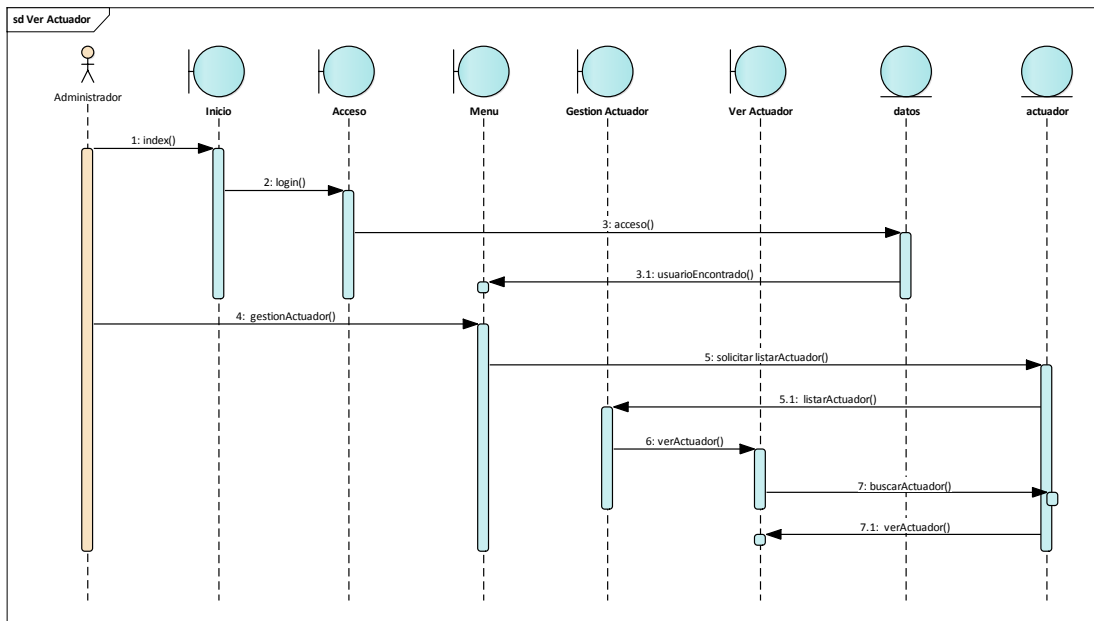 sd Ver Actuador
Administrador
Inicio
Acceso
Menu
Gestion Actuador
Ver Actuador
datos
actuador
1: index()
2: login()
3: acceso()
3.1: usuarioEncontrado()
4: gestionActuador()
5: solicitar listarActuador()
5.1: listarActuador()
6: verActuador()
7: buscarActuador()
7.1: verActuador()